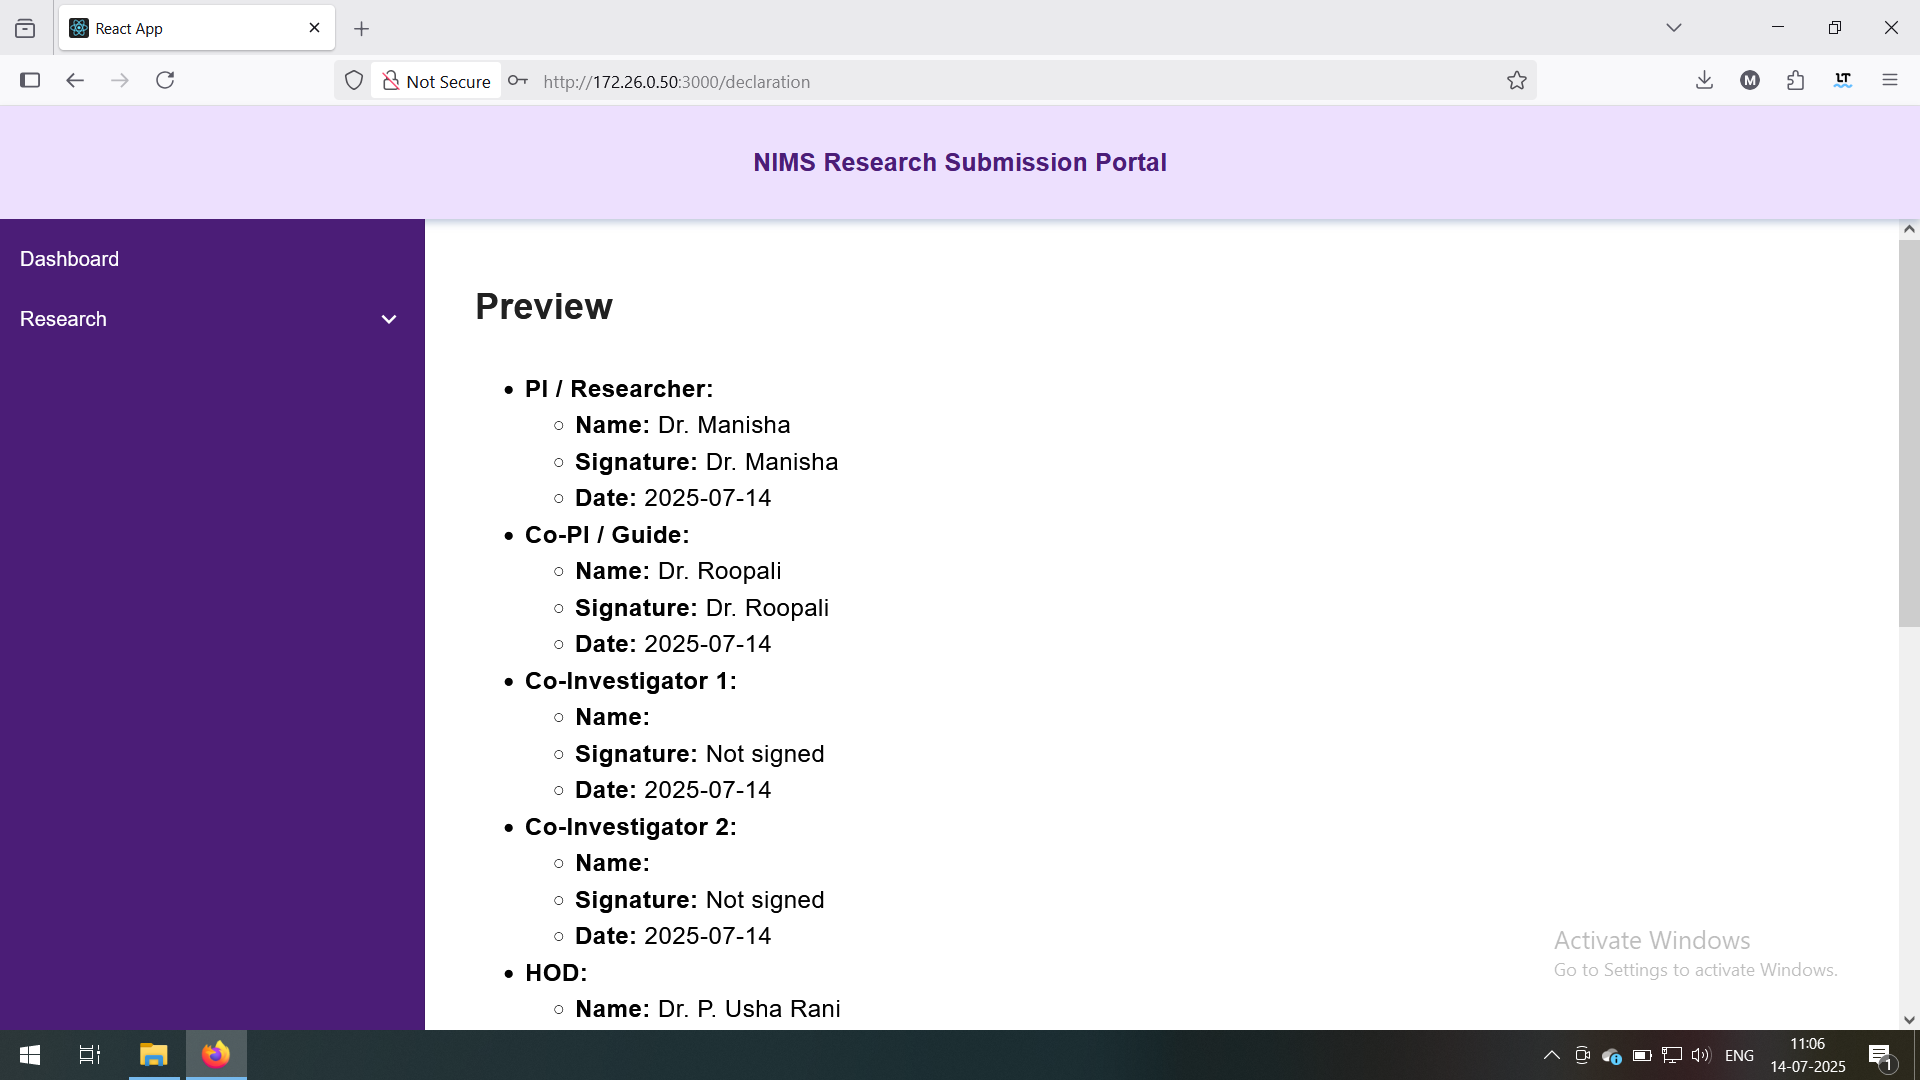 React App
Not Secure
http://172.26.0.50:3000/declaration
M
LT
NIMS Research Submission Portal
Dashboard
Research
Preview
PI / Researcher:
Name: Dr. Manisha
Signature: Dr. Manisha
Date: 2025-07-14
Co-PI / Guide:
Name: Dr. Roopali
Signature: Dr. Roopali
Date: 2025-07-14
Co-Investigator 1:
Name:
Signature: Not signed
Date: 2025-07-14
Co-Investigator 2:
Name:
Signature: Not signed
Date: 2025-07-14
HOD:
Name: Dr. P. Usha Rani
Activate Windows
Go to Settings to activate Windows.
ENG
11:06
14-07-2025
1